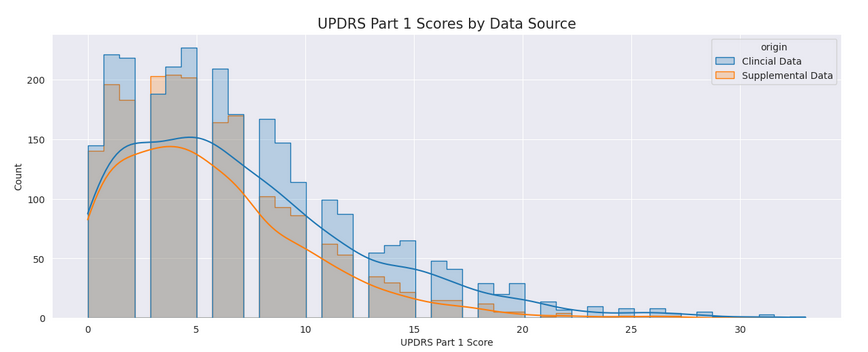 UPDRS Part 1 Scores by Data Source
origin
Clincial Data
Supplemental Data
Count
200
150
100
50
0
0 5 10 15 20 25 30
UPDRS Part 1 Score